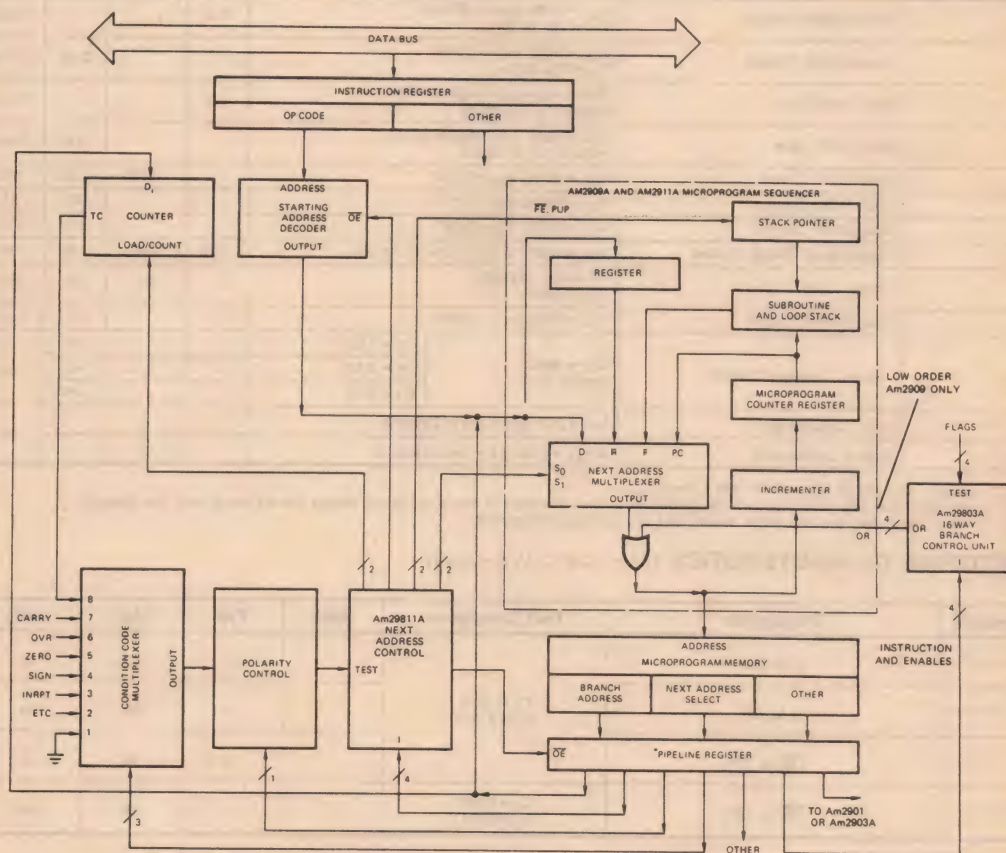 DATA BUS
INSTRUCTION REGISTER
OP CODE
OTHER
AM2909A AND AM2911A MICROPROGRAM SEQUENCER
D1
TC
COUNTER
LOAD/COUNT
ADDRESS
STARTING
ADDRESS
DECODER
OE
OUTPUT
FE, PUP
STACK POINTER
REGISTER
SUBROUTINE
AND LOOP STACK
LOW ORDER
Am2909 ONLY
MICROPROGRAM
COUNTER REGISTER
FLAGS
4
D R F PC
S0
S1
NEXT ADDRESS
MULTIPLEXER
OUTPUT
INCREMENTER
TEST
Am29803A
16 WAY
BRANCH
CONTROL UNIT
OR
4
OR
2
2
2
8
CARRY 7
OVR 6
ZERO 5
SIGN 4
INRPT 3
ETC 2
1
CONDITION CODE
MULTIPLEXER
OUTPUT
POLARITY
CONTROL
Am29811A
NEXT
ADDRESS
CONTROL
TEST
I
ADDRESS
MICROPROGRAM MEMORY
BRANCH
ADDRESS
NEXT ADDRESS
SELECT
OTHER
4
INSTRUCTION
AND ENABLES
OE
*PIPELINE REGISTER
3
1
4
TO Am2901
OR Am2903A
OTHER